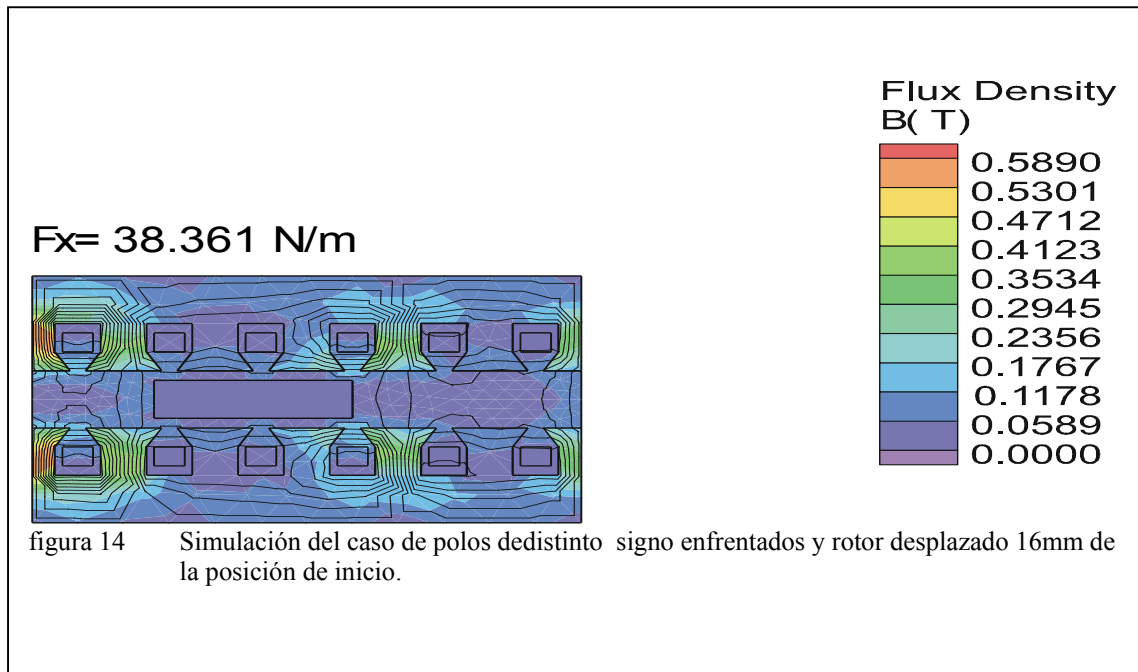 Flux Density
B( T)
0.5890
0.5301
0.4712
0.4123
0.3534
0.2945
0.2356
0.1767
0.1178
0.0589
0.0000
Fx= 38.361 N/m
figura 14 Simulación del caso de polos dedistinto signo enfrentados y rotor desplazado 16mm de
la posición de inicio.